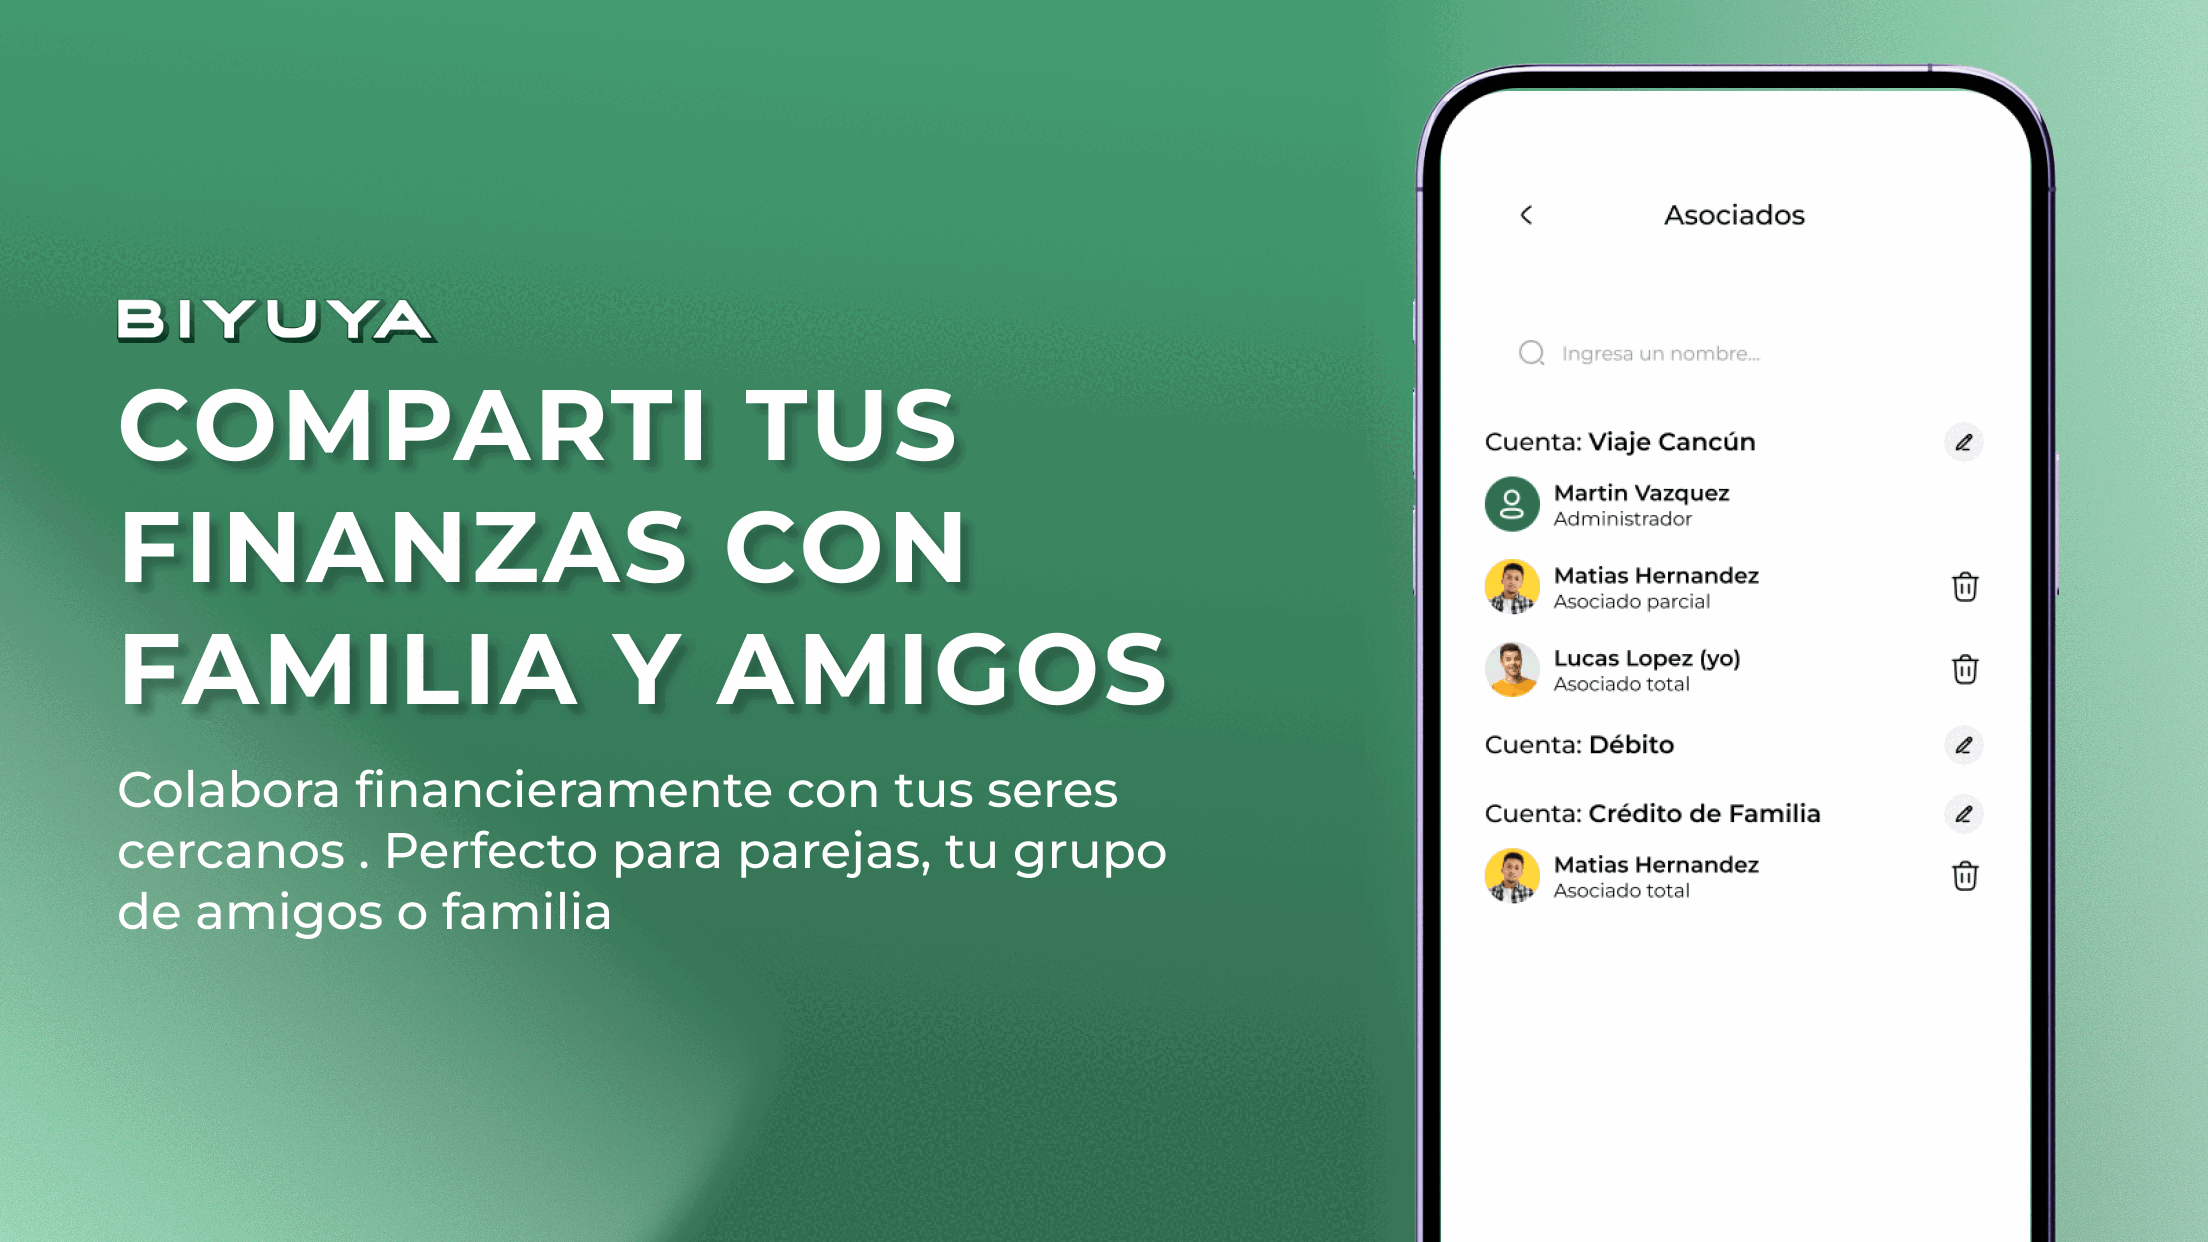 BIYUYA
COMPARTI TUS
FINANZAS CON
FAMILIA Y AMIGOS
Colabora financieramente con tus seres
cercanos . Perfecto para parejas, tu grupo
de amigos o familia
Asociados
Ingresa un nombre...
Cuenta: Viaje Cancún
Martin Vazquez
Administrador
Matias Hernandez
Asociado parcial
Lucas Lopez (yo)
Asociado total
Cuenta: Débito
Cuenta: Crédito de Familia
Matias Hernandez
Asociado total